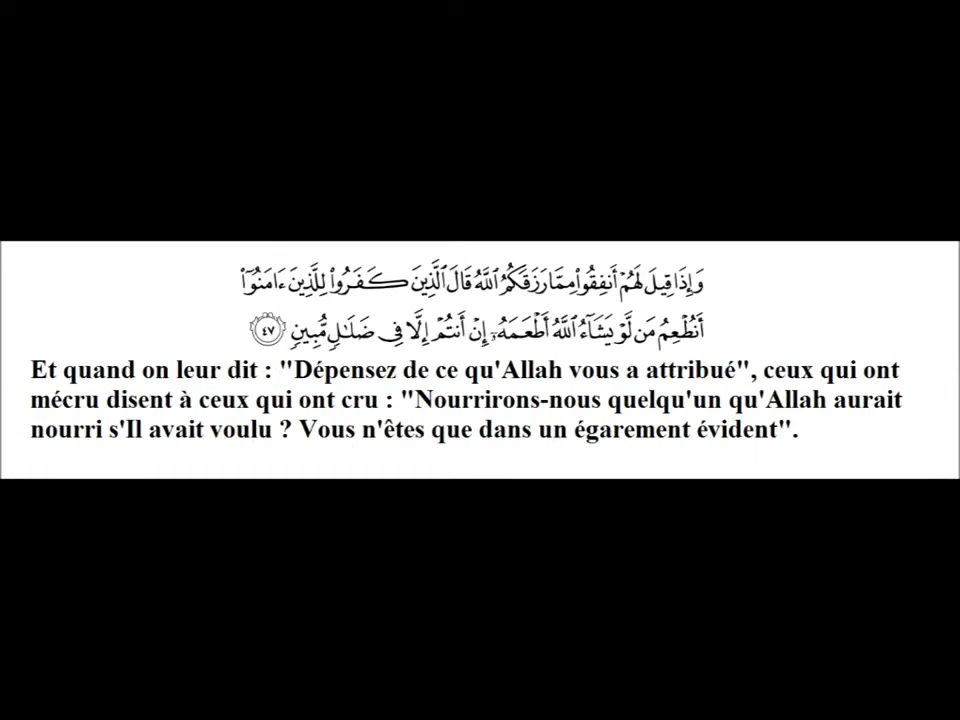 وَإِذَا قِيلَ لَهُمْ أَنفِقُوا۟ مِمَّا رَزَقَكُمُ ٱللَّهُ قَالَ ٱلَّذِينَ كَفَرُوا۟ لِلَّذِينَ ءَامَنُوٓا۟
أَنُطْعِمُ مَن لَّوْ يَشَآءُ ٱللَّهُ أَطْعَمَهُۥٓ إِنْ أَنتُمْ إِلَّا فِى ضَلَـٰلٍ مُّبِينٍ ٤٧
Et quand on leur dit : "Dépensez de ce qu'Allah vous a attribué", ceux qui ont
mécru disent à ceux qui ont cru : "Nourrirons-nous quelqu'un qu'Allah aurait
nourri s'Il avait voulu ? Vous n'êtes que dans un égarement évident".